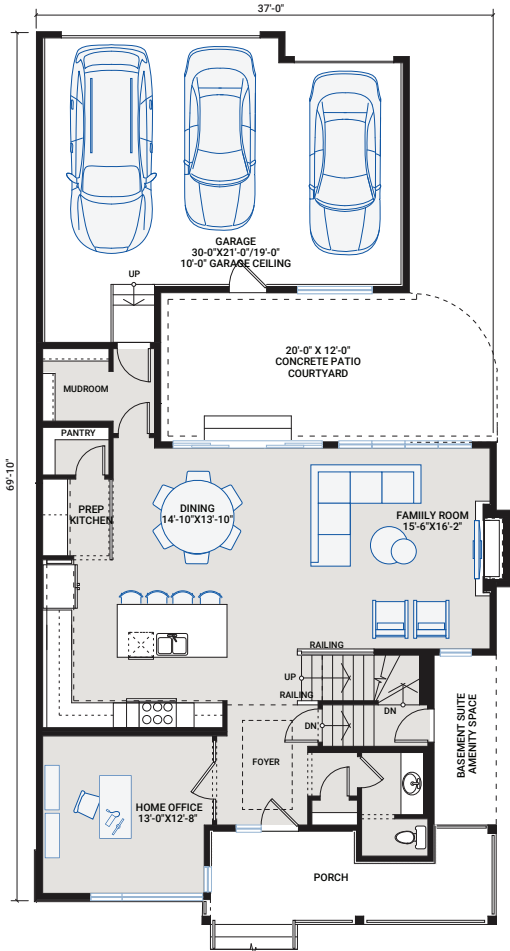 37'-0"
GARAGE
30-0"X21'-0"/19'-0"
10'-0" GARAGE CEILING
UP
20'-0" X 12'-0"
CONCRETE PATIO
COURTYARD
MUDROOM
PANTRY
69'-10"
PREP
KITCHEN
DINING
14'-10"X13'-10"
FAMIILY ROOM
15'-6"X16'-2"
RAILING
UP
RAILING
DN
DN
BASEMENT SUITE
AMENITY SPACE
FOYER
HOME OFFICE
13'-0"X12'-8"
PORCH